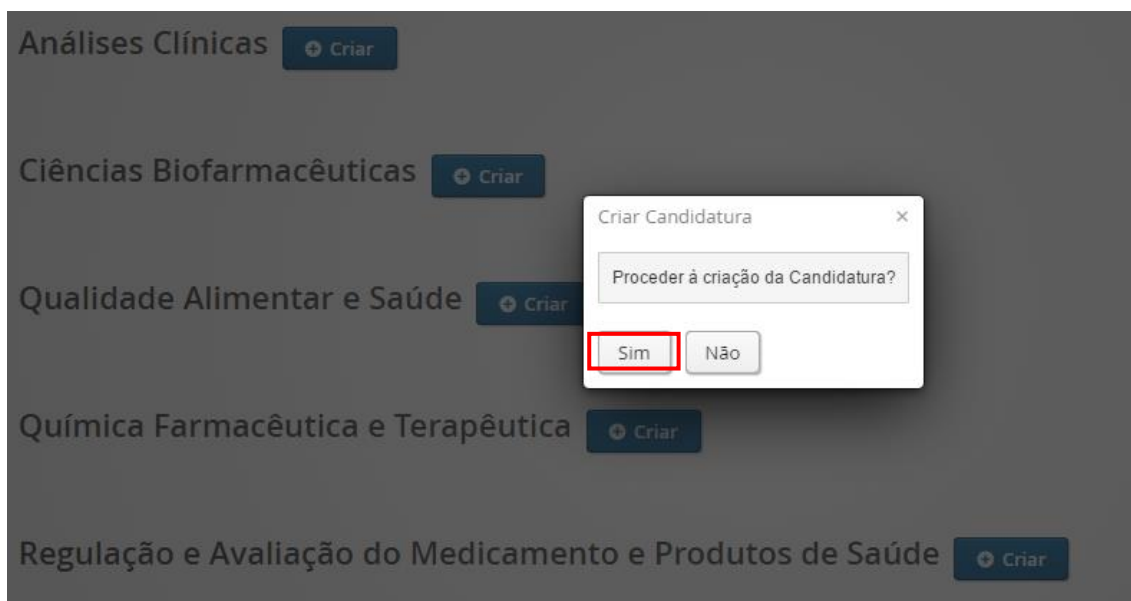 Análises Clínicas Criar
Ciências Biofarmacêuticas Criar
Criar Candidatura ×
Proceder á criação da Candidatura?
Qualidade Alimentar e Saúde Criar
Sim Não
Química Farmacêutica e Terapêutica Criar
Regulação e Avaliação do Medicamento e Produtos de Saúde Criar